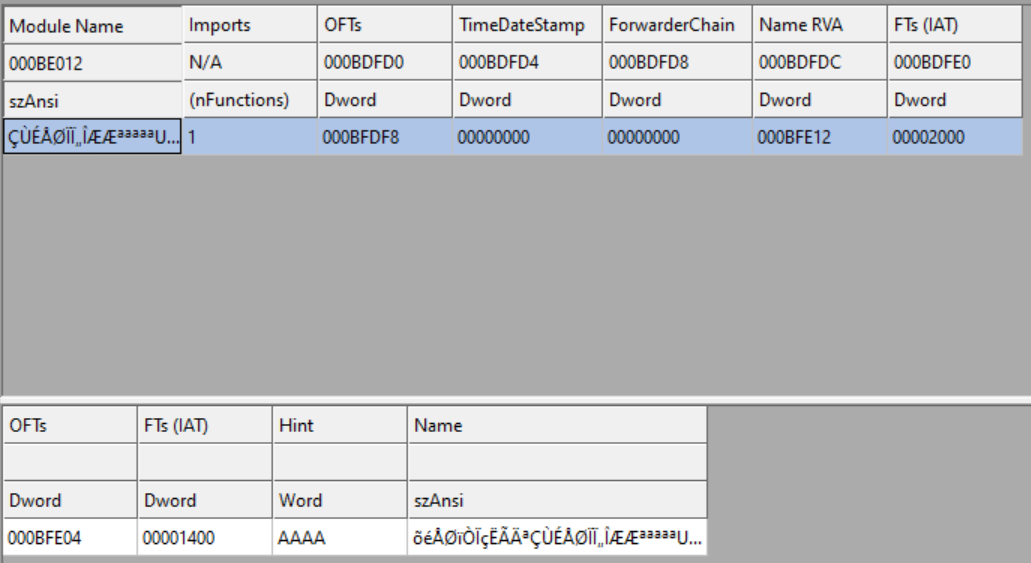 Module Name Imports OFTs TimeDateStamp ForwarderChain Name RVA FTs (IAT)
000BE012 N/A 000BDFD0 000BDFD4 000BDFD8 000BDFDC 000BDFE0
szAnsi (nFunctions) Dword Dword Dword Dword Dword
ÇÙÉÅØÏÏ„ÎÆÆªªªªªU... 1 000BFDF8 00000000 00000000 000BFE12 00002000
OFTs FTs (IAT) Hint Name
Dword Dword Word szAnsi
000BFE04 00001400 AAAA õéÅØïÒÏçËÃÄªÇÙÉÅØÏÏ„ÎÆÆªªªªªU...